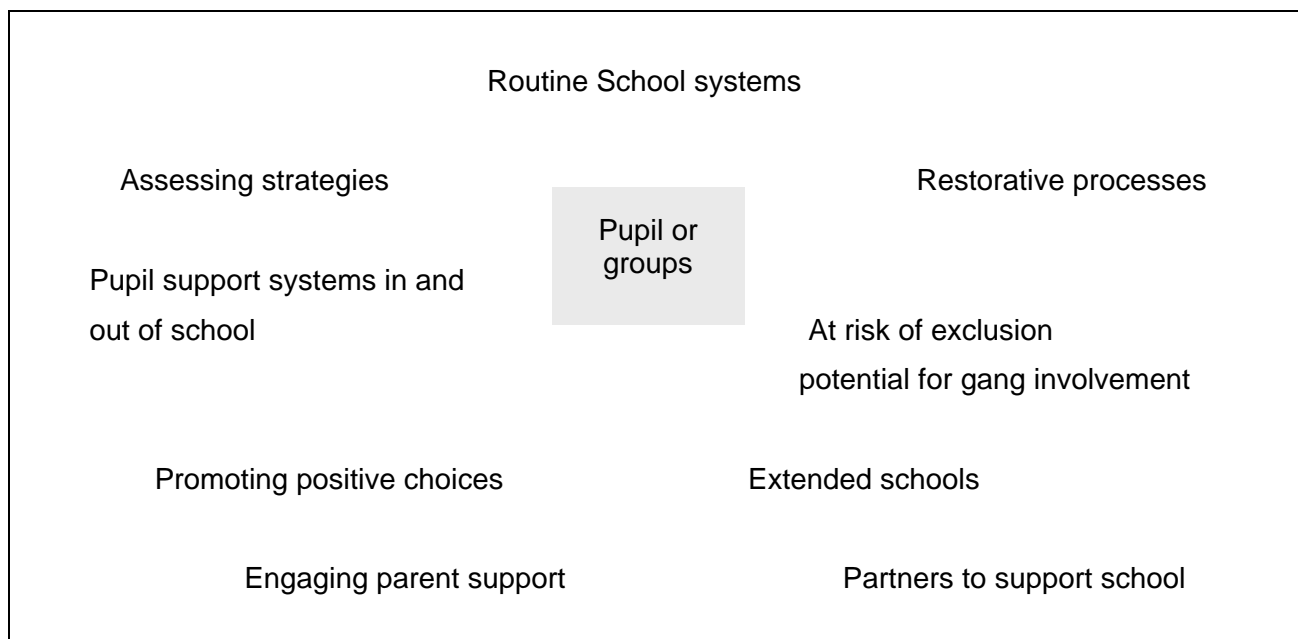 Routine School systems
Assessing strategies
Restorative processes
Pupil or
groups
Pupil support systems in and
out of school
At risk of exclusion
potential for gang involvement
Promoting positive choices
Extended schools
Engaging parent support
Partners to support school